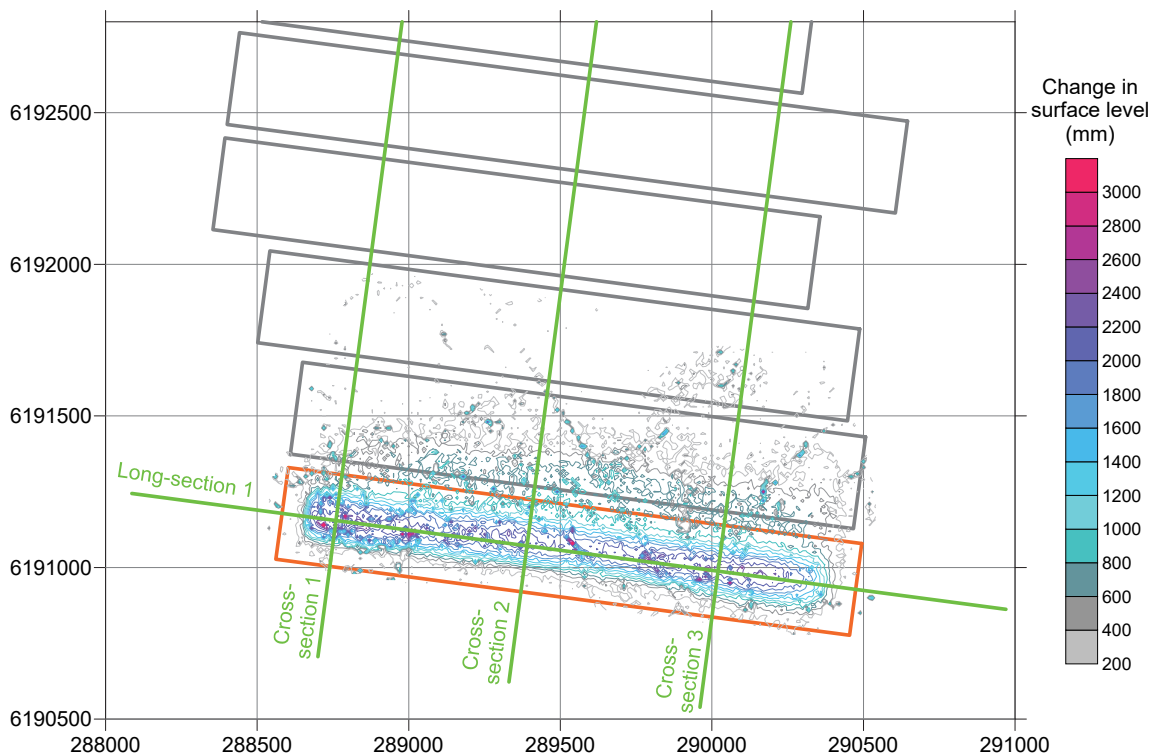 Change in
surface level
(mm)
3000
2800
2600
2400
2200
2000
1800
1600
1400
1200
1000
800
600
400
200
6192500
6192000
6191500
6191000
6190500
288000
288500
289000
289500
290000
290500
291000
Long-section 1
Cross-
section 1
Cross-
section 2
Cross-
section 3